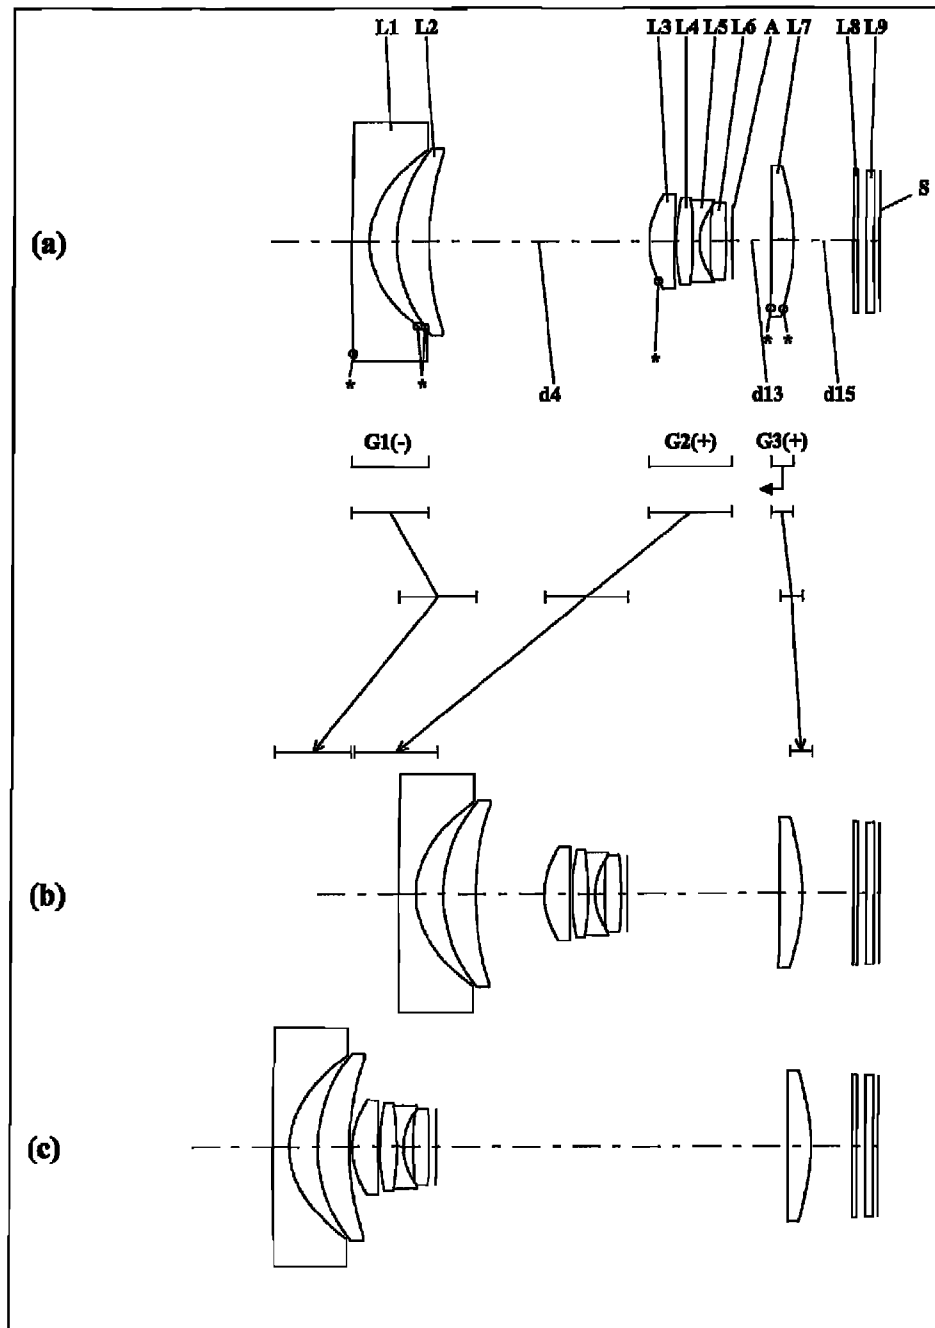 L1 L2 L3 L4 L5 L6 A L7 L8 L9
S
(a)
* * * * *
d4 d13 d15
G1(-) G2(+) G3(+)
(b)
(c)